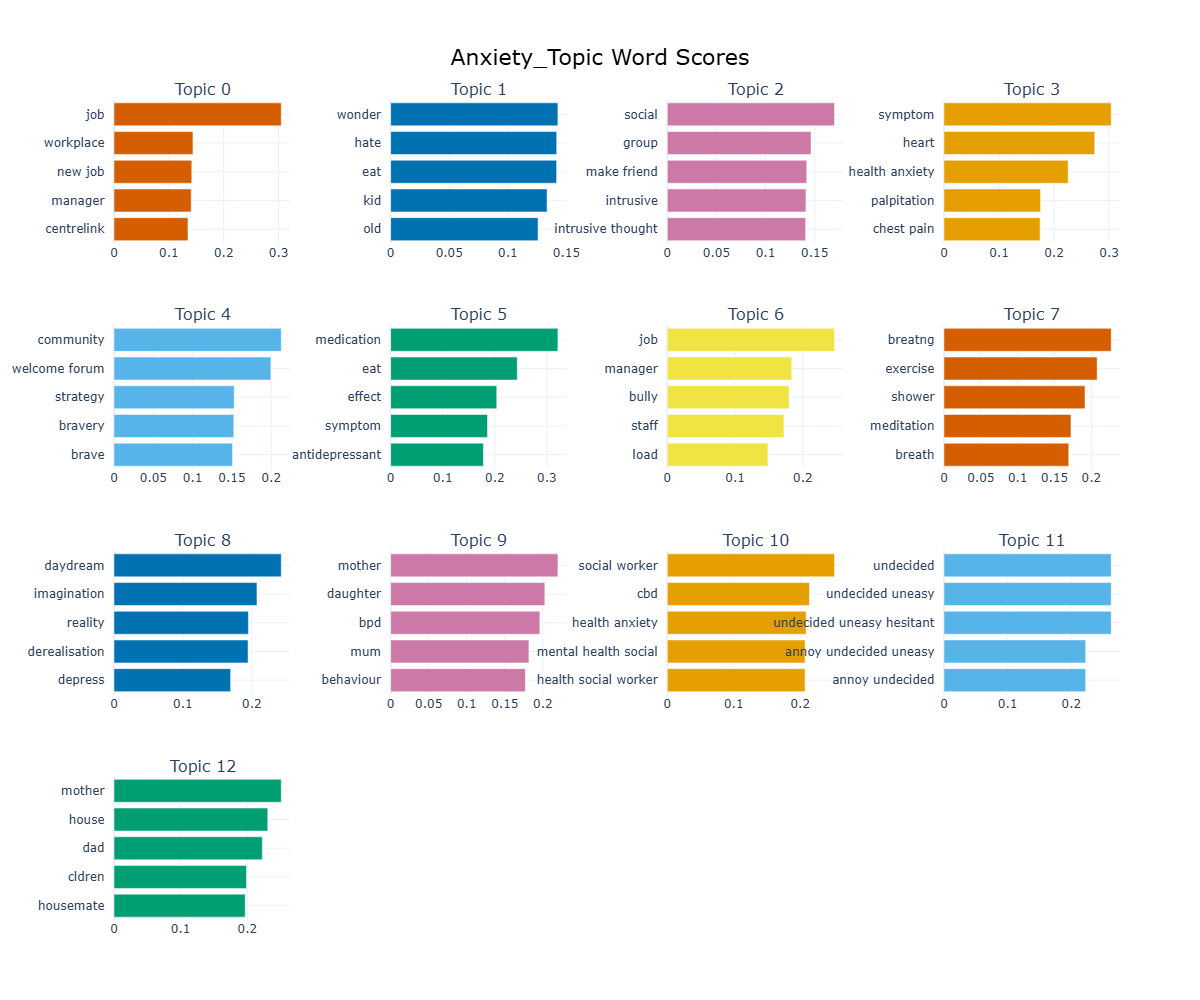 Anxiety_Topic Word Scores
Topic 0
job
workplace
new job
manager
centrelink
0 0.1 0.2 0.3
Topic 1
wonder
hate
eat
kid
old
0 0.05 0.1 0.15
Topic 2
social
group
make friend
intrusive
intrusive thought
0 0.05 0.1 0.15
Topic 3
symptom
heart
health anxiety
palpitation
chest pain
0 0.1 0.2 0.3
Topic 4
community
welcome forum
strategy
bravery
brave
0 0.05 0.1 0.15 0.2
Topic 5
medication
eat
effect
symptom
antidepressant
0 0.1 0.2 0.3
Topic 6
job
manager
bully
staff
load
0 0.1 0.2
Topic 7
breatng
exercise
shower
meditation
breath
0 0.05 0.1 0.15 0.2
Topic 8
daydream
imagination
reality
derealisation
depress
0 0.1 0.2
Topic 9
mother
daughter
bpd
mum
behaviour
0 0.05 0.1 0.15 0.2
Topic 10
social worker
cbd
health anxiety
mental health social
health social worker
0 0.1 0.2
Topic 11
undecided
undecided uneasy
undecided uneasy hesitant
annoy undecided uneasy
annoy undecided
0 0.1 0.2
Topic 12
mother
house
dad
cldren
housemate
0 0.1 0.2